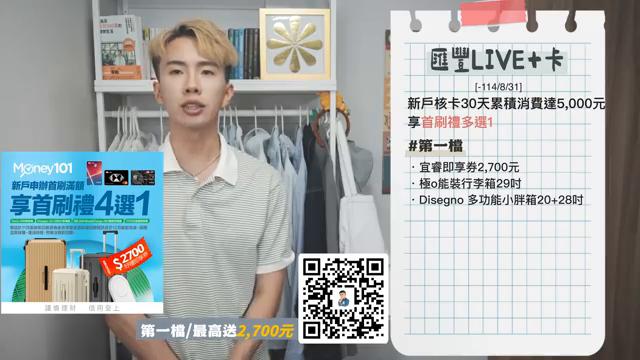 匯豐LIVE+卡
[-114/8/31]
新戶核卡30天累積消費達5,000元
享首刷禮多選1
#第一檔
·宜睿即享券2,700元
·極o能裝行李箱29吋
·Disegno 多功能小胖箱20+28吋
Money101
新戶申辦首刷滿額
享首刷禮4選1
$2700
謹慎理財 信用至上
第一檔/最高送2,700元